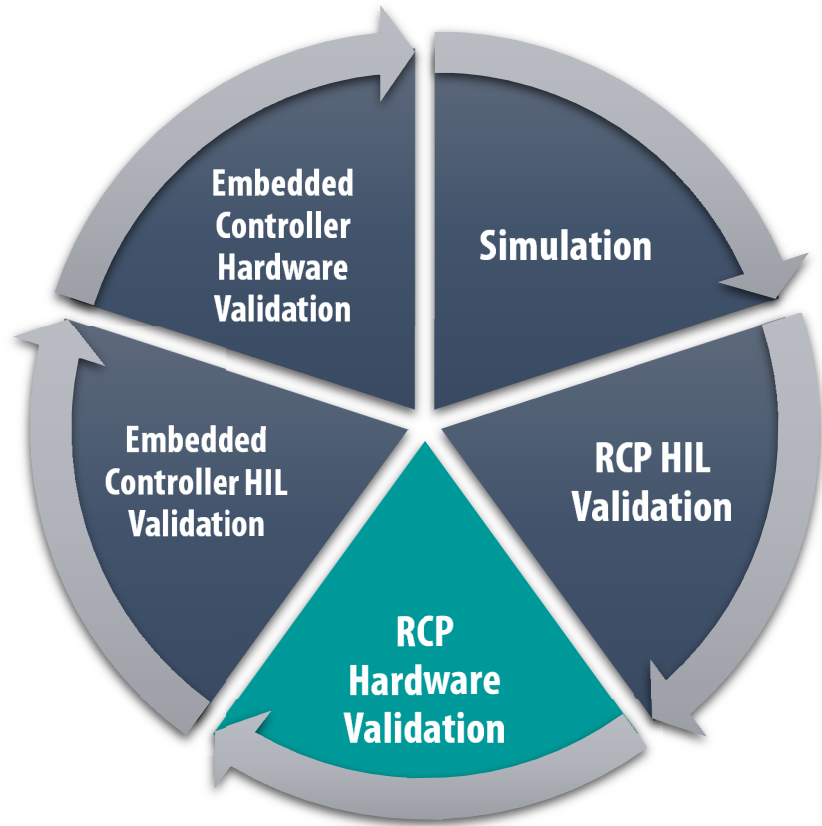 Simulation
RCP HIL
Validation
RCP
Hardware
Validation
Embedded
Controller HIL
Validation
Embedded
Controller
Hardware
Validation